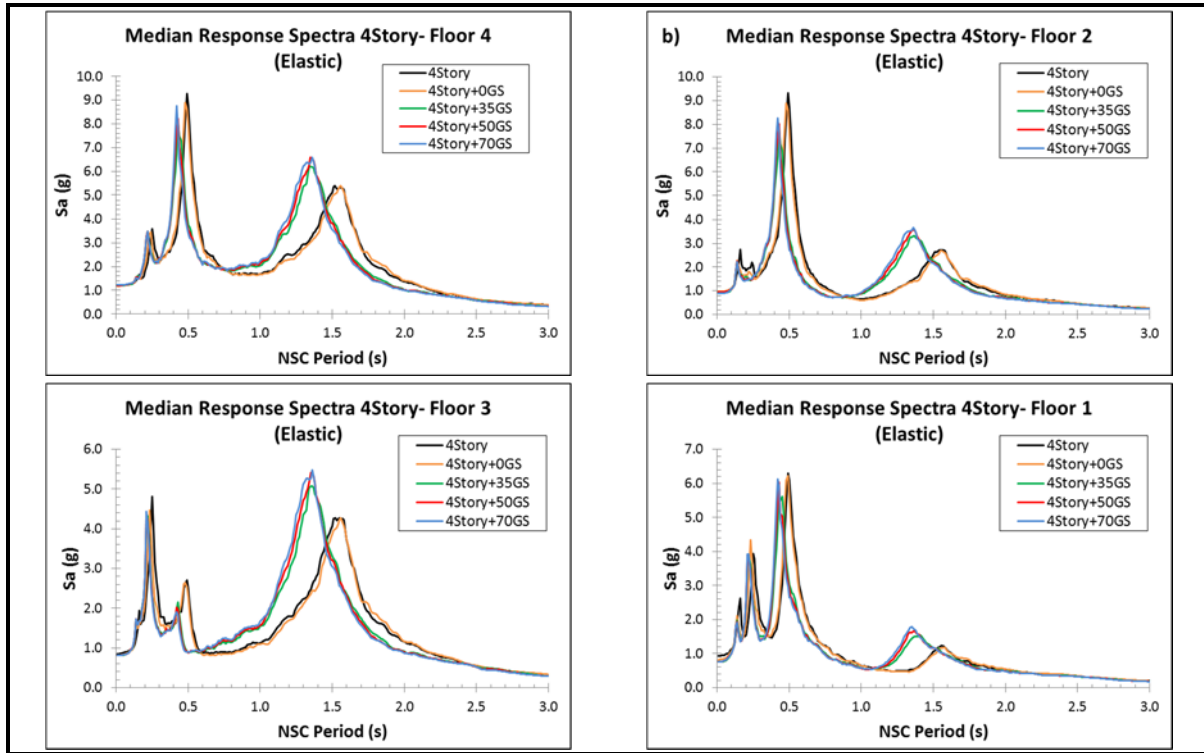 Median Response Spectra 4Story- Floor 4
(Elastic)
4Story
4Story+0GS
4Story+35GS
4Story+50GS
4Story+70GS
10.0
9.0
8.0
7.0
6.0
5.0
4.0
3.0
2.0
1.0
0.0
Sa (g)
0.0 0.5 1.0 1.5 2.0 2.5 3.0
NSC Period (s)
b) Median Response Spectra 4Story- Floor 2
(Elastic)
4Story
4Story+0GS
4Story+35GS
4Story+50GS
4Story+70GS
10.0
9.0
8.0
7.0
6.0
5.0
4.0
3.0
2.0
1.0
0.0
Sa (g)
0.0 0.5 1.0 1.5 2.0 2.5 3.0
NSC Period (s)
Median Response Spectra 4Story- Floor 3
(Elastic)
4Story
4Story+0GS
4Story+35GS
4Story+50GS
4Story+70GS
6.0
5.0
4.0
3.0
2.0
1.0
0.0
Sa (g)
0.0 0.5 1.0 1.5 2.0 2.5 3.0
NSC Period (s)
Median Response Spectra 4Story- Floor 1
(Elastic)
4Story
4Story+0GS
4Story+35GS
4Story+50GS
4Story+70GS
7.0
6.0
5.0
4.0
3.0
2.0
1.0
0.0
Sa (g)
0.0 0.5 1.0 1.5 2.0 2.5 3.0
NSC Period (s)